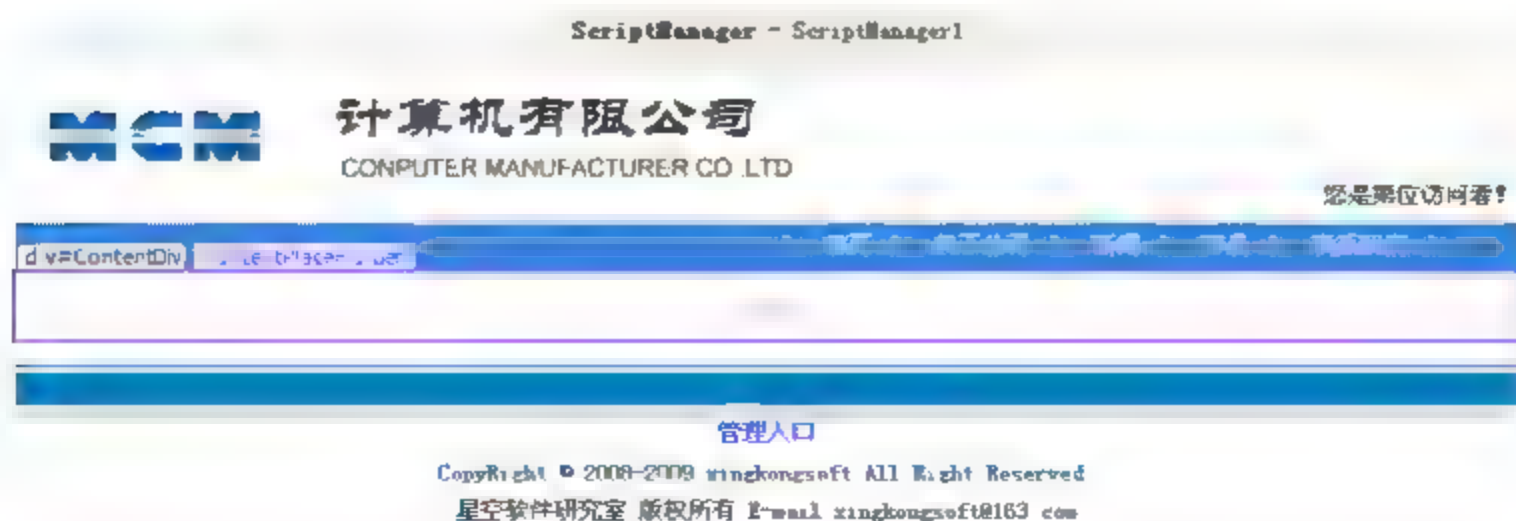 ScriptManager - ScriptManager1
MCM
计算机有限公司
CONPUTER MANUFACTURER CO .LTD
您是第位访问者!
div#ContentDiv
管理入口
CopyRight © 2008-2009 xingkongsoft All Right Reserved
星空软件研究室 版权所有 E-mail xingkongsoft@163 com